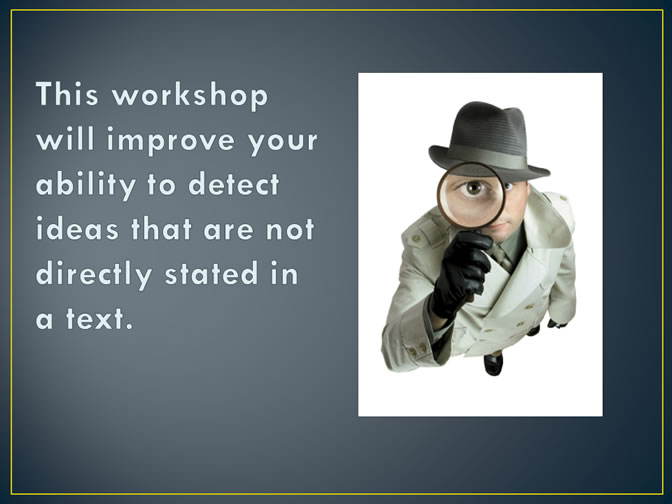 This workshop
will improve your
ability to detect
ideas that are not
directly stated in
a text.